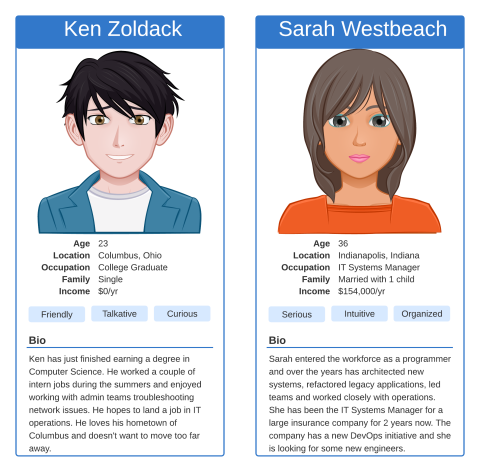 Ken Zoldack
Age 23
Location Columbus, Ohio
Occupation College Graduate
Family Single
Income $0/yr
Friendly Talkative Curious
Bio
Ken has just finished earning a degree in
Computer Science. He worked a couple of
intern jobs during the summers and enjoyed
working with admin teams troubleshooting
network issues. He hopes to land a job in IT
operations. He loves his hometown of
Columbus and doesn't want to move too far
away.
Sarah Westbeach
Age 36
Location Indianapolis, Indiana
Occupation IT Systems Manager
Family Married with 1 child
Income $154,000/yr
Serious Intuitive Organized
Bio
Sarah entered the workforce as a programmer
and over the years has architected new
systems, refactored legacy applications, led
teams and worked closely with operations.
She has been the IT Systems Manager for a
large insurance company for 2 years now. The
company has a new DevOps initiative and she
is looking for some new engineers.